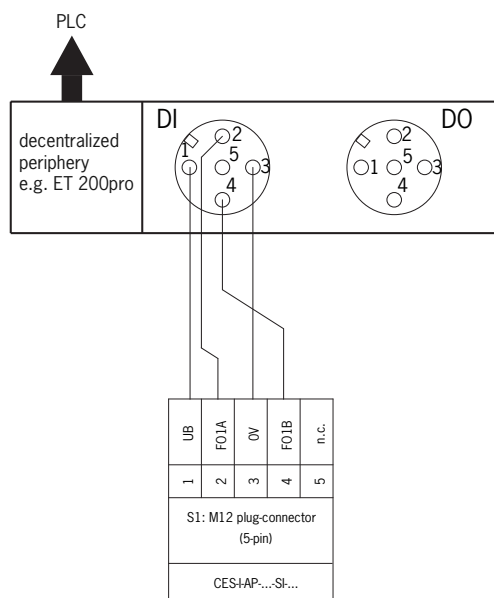 PLC
decentralized
periphery
e.g. ET 200pro
DI
1
2
5
3
4
DO
1
2
5
3
4
UB
FO1A
0V
FO1B
n.c.
1
2
3
4
5
S1: M12 plug-connector
(5-pin)
CES-I-AP-...-SI-...